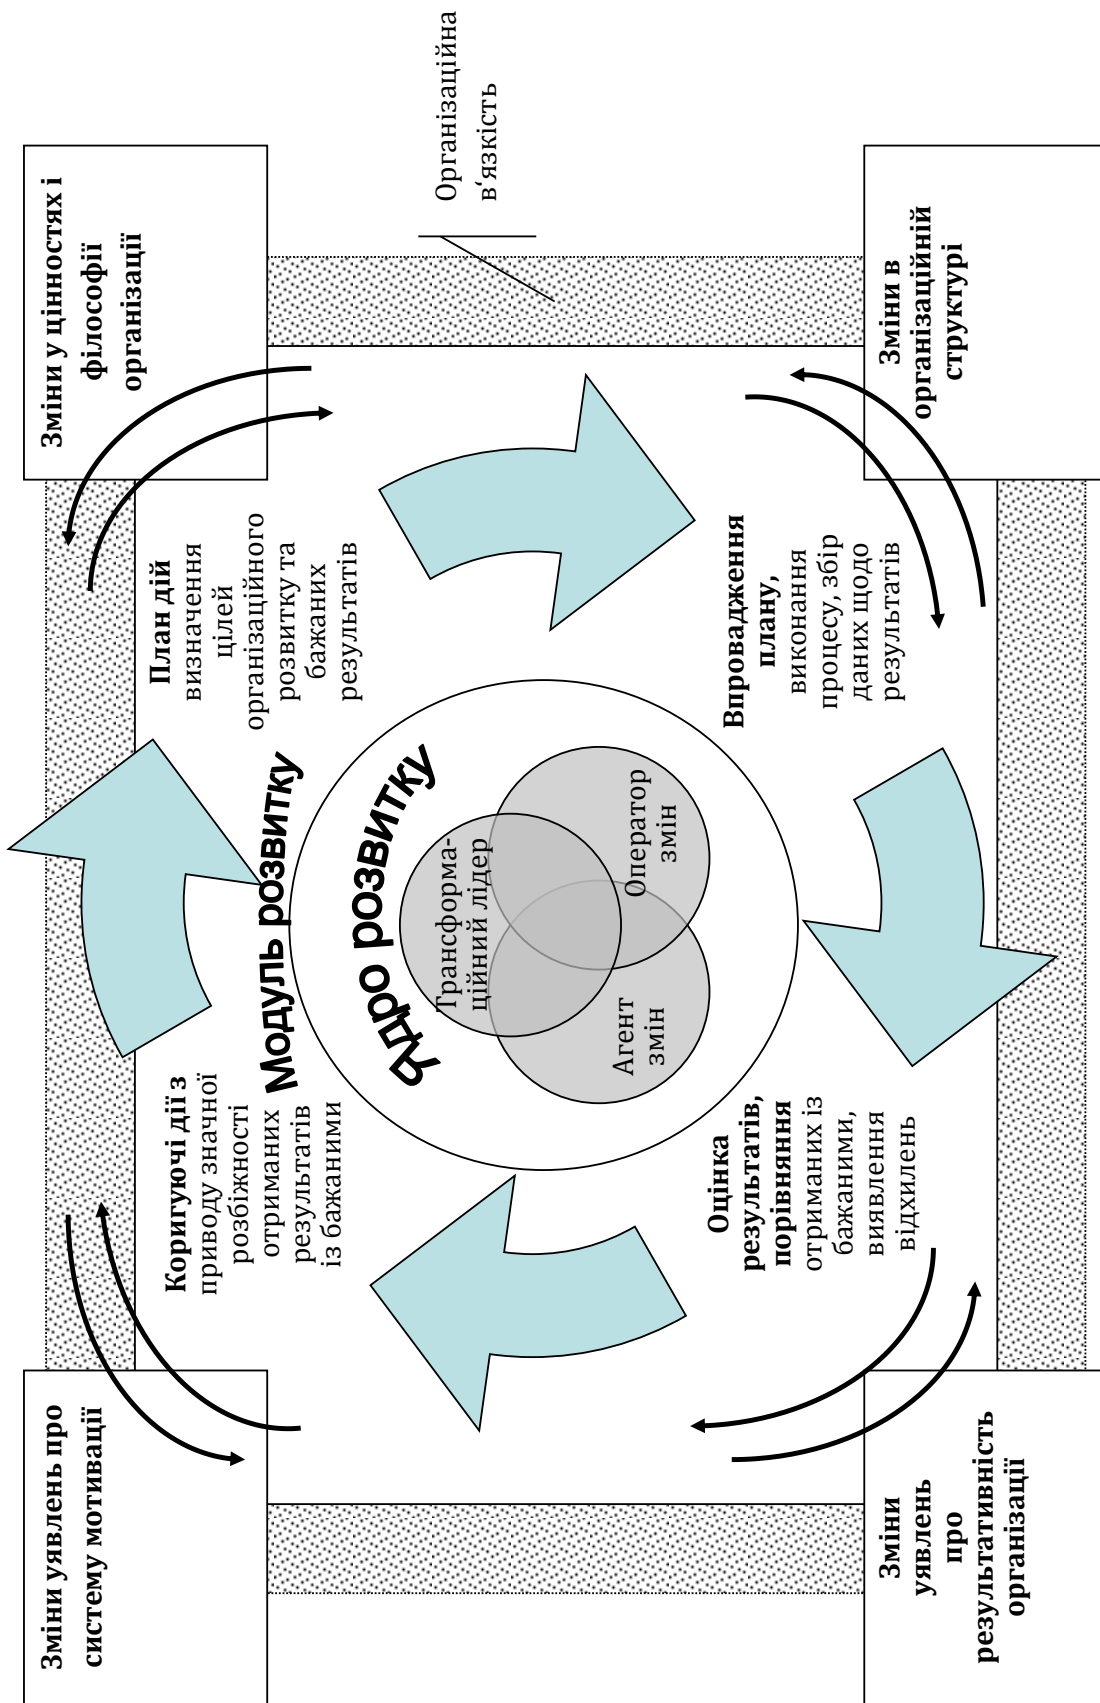 Зміни уявлень про
систему мотивації
Зміни у цінностях і
філософії
організації
Коригуючі дії з
приводу значної
розбіжності
отриманих
результатів
із бажаними
План дій
визначення
цілей
організаційного
розвитку та
бажаних
результатів
Модуль розвитку
Ядро розвитку
Трансформа-
ційний лідер
Агент
змін
Оператор
змін
Організаційна
в‘язкість
Оцінка
результатів,
порівняння
отриманих із
бажаними,
виявлення
відхилень
Впровадження
плану,
виконання
процесу, збір
даних щодо
результатів
Зміни
уявлень
про
результативність
організації
Зміни в
організаційній
структурі